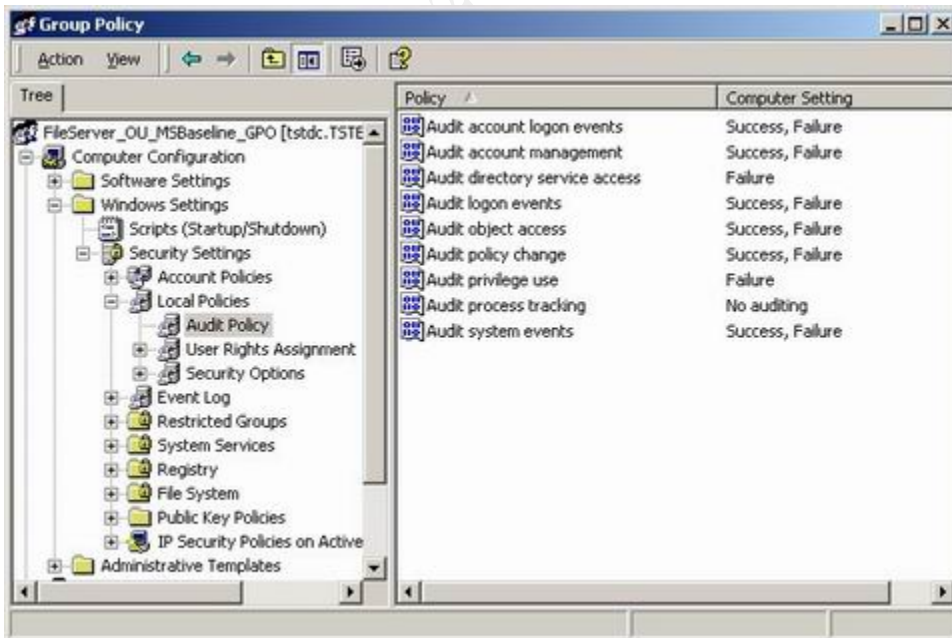 Group Policy
Action View
Tree
Policy Computer Setting
FileServer_OU_MSBaseline_GPO [tstdc.TSTE
Computer Configuration
Software Settings
Windows Settings
Scripts (Startup/Shutdown)
Security Settings
Account Policies
Local Policies
Audit Policy
User Rights Assignment
Security Options
Event Log
Restricted Groups
System Services
Registry
File System
Public Key Policies
IP Security Policies on Active
Administrative Templates
Audit account logon events Success, Failure
Audit account management Success, Failure
Audit directory service access Failure
Audit logon events Success, Failure
Audit object access Success, Failure
Audit policy change Success, Failure
Audit privilege use Failure
Audit process tracking No auditing
Audit system events Success, Failure